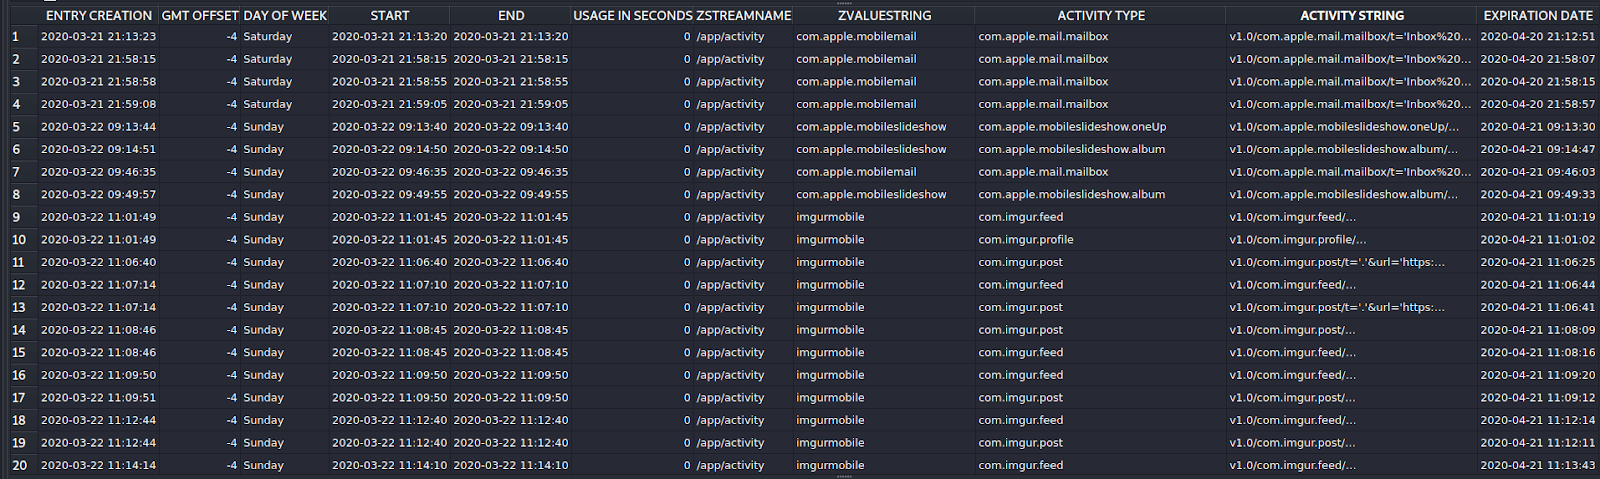 ENTRY CREATION GMT OFFSET DAY OF WEEK START END USAGE IN SECONDS ZSTREAMNAME ZVALUESTRING ACTIVITY TYPE ACTIVITY STRING EXPIRATION DATE
1 2020-03-21 21:13:23 -4 Saturday 2020-03-21 21:13:20 2020-03-21 21:13:20 0 /app/activity com.apple.mobilemail com.apple.mail.mailbox v1.0/com.apple.mail.mailbox/t='Inbox%20... 2020-04-20 21:12:51
2 2020-03-21 21:58:15 -4 Saturday 2020-03-21 21:58:15 2020-03-21 21:58:15 0 /app/activity com.apple.mobilemail com.apple.mail.mailbox v1.0/com.apple.mail.mailbox/t='Inbox%20... 2020-04-20 21:58:07
3 2020-03-21 21:58:58 -4 Saturday 2020-03-21 21:58:55 2020-03-21 21:58:55 0 /app/activity com.apple.mobilemail com.apple.mail.mailbox v1.0/com.apple.mail.mailbox/t='Inbox%20... 2020-04-20 21:58:15
4 2020-03-21 21:59:08 -4 Saturday 2020-03-21 21:59:05 2020-03-21 21:59:05 0 /app/activity com.apple.mobilemail com.apple.mail.mailbox v1.0/com.apple.mail.mailbox/t='Inbox%20... 2020-04-20 21:58:57
5 2020-03-22 09:13:44 -4 Sunday 2020-03-22 09:13:40 2020-03-22 09:13:40 0 /app/activity com.apple.mobileslideshow com.apple.mobileslideshow.oneUp v1.0/com.apple.mobileslideshow.oneUp/... 2020-04-21 09:13:30
6 2020-03-22 09:14:51 -4 Sunday 2020-03-22 09:14:50 2020-03-22 09:14:50 0 /app/activity com.apple.mobileslideshow com.apple.mobileslideshow.album v1.0/com.apple.mobileslideshow.album/... 2020-04-21 09:14:47
7 2020-03-22 09:46:35 -4 Sunday 2020-03-22 09:46:35 2020-03-22 09:46:35 0 /app/activity com.apple.mobilemail com.apple.mail.mailbox v1.0/com.apple.mail.mailbox/t='Inbox%20... 2020-04-21 09:46:03
8 2020-03-22 09:49:57 -4 Sunday 2020-03-22 09:49:55 2020-03-22 09:49:55 0 /app/activity com.apple.mobileslideshow com.apple.mobileslideshow.album v1.0/com.apple.mobileslideshow.album/... 2020-04-21 09:49:33
9 2020-03-22 11:01:49 -4 Sunday 2020-03-22 11:01:45 2020-03-22 11:01:45 0 /app/activity imgurmobile com.imgur.feed v1.0/com.imgur.feed/... 2020-04-21 11:01:19
10 2020-03-22 11:01:49 -4 Sunday 2020-03-22 11:01:45 2020-03-22 11:01:45 0 /app/activity imgurmobile com.imgur.profile v1.0/com.imgur.profile/... 2020-04-21 11:01:02
11 2020-03-22 11:06:40 -4 Sunday 2020-03-22 11:06:40 2020-03-22 11:06:40 0 /app/activity imgurmobile com.imgur.post v1.0/com.imgur.post/t='.'&url='https:... 2020-04-21 11:06:25
12 2020-03-22 11:07:14 -4 Sunday 2020-03-22 11:07:10 2020-03-22 11:07:10 0 /app/activity imgurmobile com.imgur.feed v1.0/com.imgur.feed/... 2020-04-21 11:06:44
13 2020-03-22 11:07:14 -4 Sunday 2020-03-22 11:07:10 2020-03-22 11:07:10 0 /app/activity imgurmobile com.imgur.post v1.0/com.imgur.post/t='.'&url='https:... 2020-04-21 11:06:41
14 2020-03-22 11:08:46 -4 Sunday 2020-03-22 11:08:45 2020-03-22 11:08:45 0 /app/activity imgurmobile com.imgur.post v1.0/com.imgur.post/... 2020-04-21 11:08:09
15 2020-03-22 11:08:46 -4 Sunday 2020-03-22 11:08:45 2020-03-22 11:08:45 0 /app/activity imgurmobile com.imgur.feed v1.0/com.imgur.feed/... 2020-04-21 11:08:16
16 2020-03-22 11:09:50 -4 Sunday 2020-03-22 11:09:50 2020-03-22 11:09:50 0 /app/activity imgurmobile com.imgur.feed v1.0/com.imgur.feed/... 2020-04-21 11:09:20
17 2020-03-22 11:09:51 -4 Sunday 2020-03-22 11:09:50 2020-03-22 11:09:50 0 /app/activity imgurmobile com.imgur.post v1.0/com.imgur.post/... 2020-04-21 11:09:12
18 2020-03-22 11:12:44 -4 Sunday 2020-03-22 11:12:40 2020-03-22 11:12:40 0 /app/activity imgurmobile com.imgur.feed v1.0/com.imgur.feed/... 2020-04-21 11:12:14
19 2020-03-22 11:12:44 -4 Sunday 2020-03-22 11:12:40 2020-03-22 11:12:40 0 /app/activity imgurmobile com.imgur.post v1.0/com.imgur.post/... 2020-04-21 11:12:11
20 2020-03-22 11:14:14 -4 Sunday 2020-03-22 11:14:10 2020-03-22 11:14:10 0 /app/activity imgurmobile com.imgur.feed v1.0/com.imgur.feed/... 2020-04-21 11:13:43